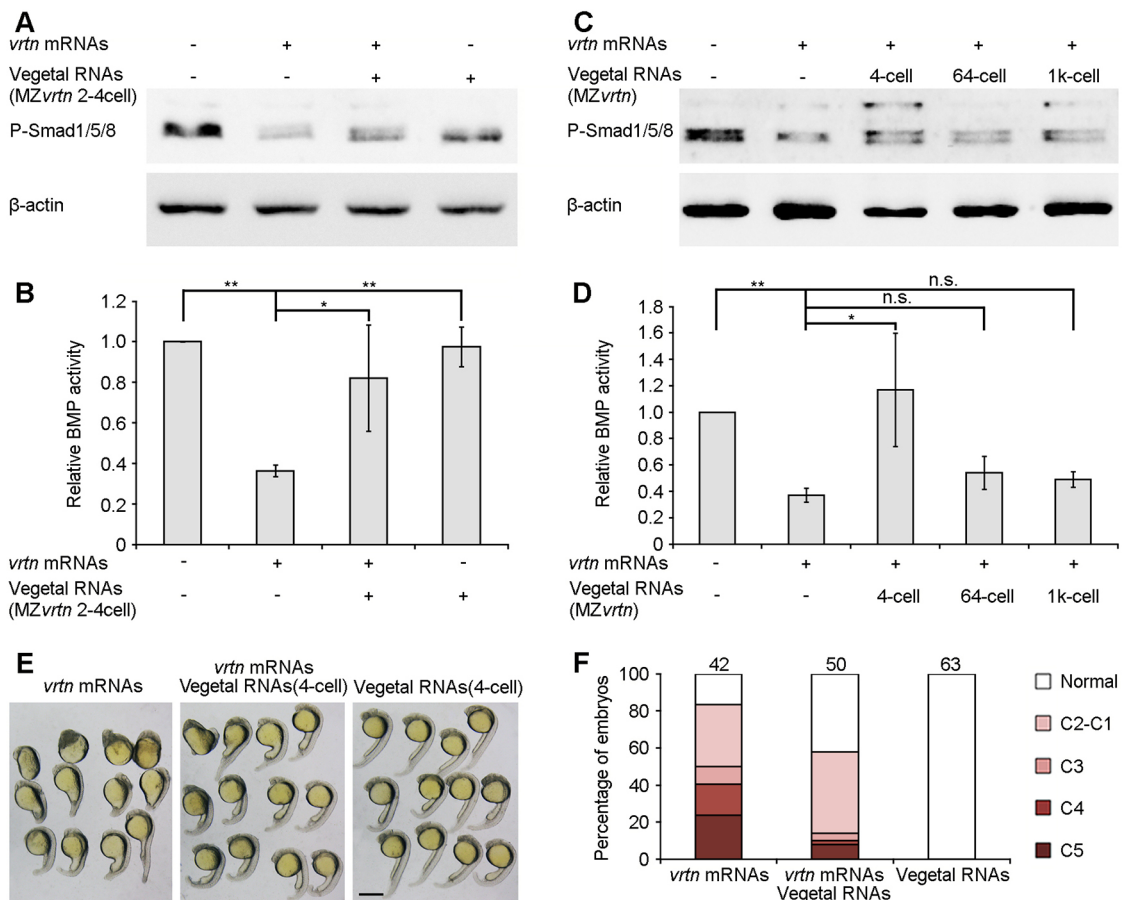 A
vrtn mRNAs - + + -
Vegetal RNAs - - + +
(MZvrtn 2-4cell)
P-Smad1/5/8
β-actin
C
vrtn mRNAs - + + + +
Vegetal RNAs - - 4-cell 64-cell 1k-cell
(MZvrtn)
P-Smad1/5/8
β-actin
B
** **
*
1.2
1.0
0.8
0.6
0.4
0.2
0
Relative BMP activity
vrtn mRNAs - + + -
Vegetal RNAs - - + +
(MZvrtn 2-4cell)
D
n.s.
** n.s.
*
1.8
1.6
1.4
1.2
1.0
0.8
0.6
0.4
0.2
0
Relative BMP activity
vrtn mRNAs - + + + +
Vegetal RNAs - - 4-cell 64-cell 1k-cell
(MZvrtn)
E
vrtn mRNAs
vrtn mRNAs
Vegetal RNAs(4-cell)
Vegetal RNAs(4-cell)
F
42 50 63
100
80
60
40
20
0
Percentage of embryos
vrtn mRNAs
vrtn mRNAs
Vegetal RNAs
Vegetal RNAs
Normal
C2-C1
C3
C4
C5